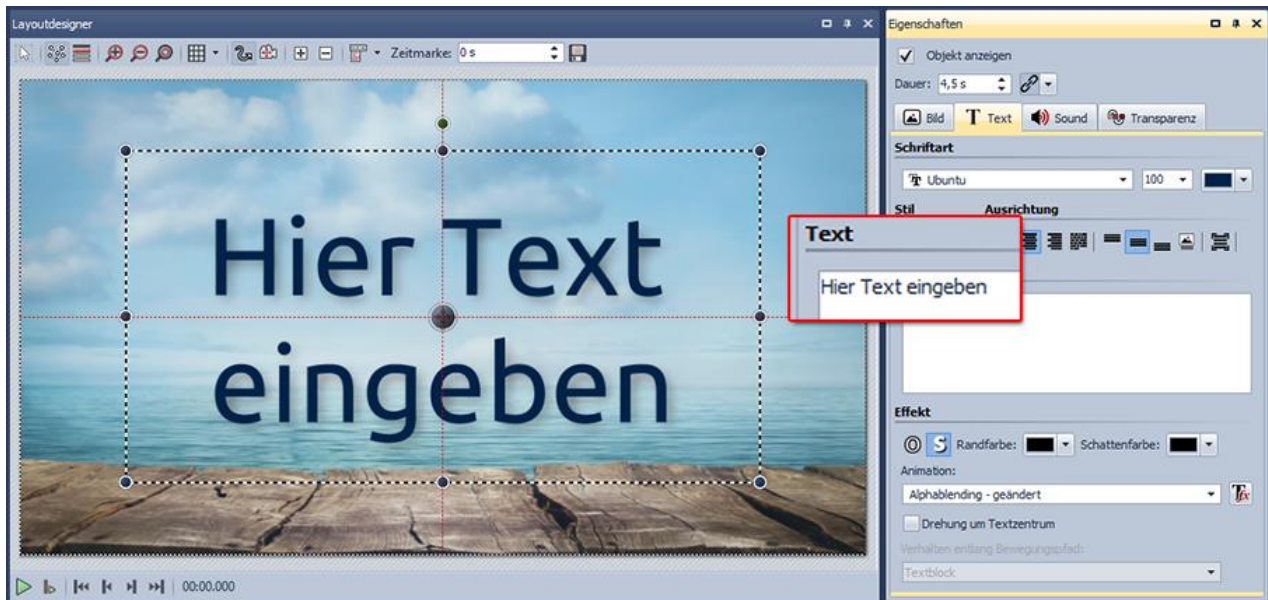 Layoutdesigner
Zeitmarke: 0 s
Hier Text
eingeben
00:00.000
Eigenschaften
Objekt anzeigen
Dauer: 4,5 s
Bild
Text
Sound
Transparenz
Schriftart
Ubuntu
100
Stil
Ausrichtung
Text
Hier Text eingeben
Effekt
Randfarbe:
Schattenfarbe:
Animation:
Alphablending - geändert
Drehung um Textzentrum
Verhalten entlang Bewegungspfad:
Textblock